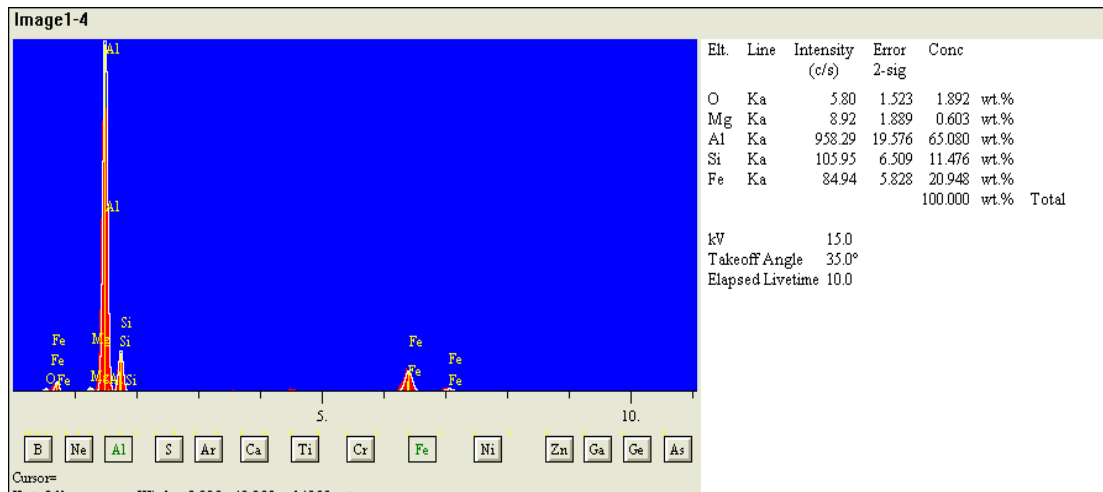 Image1-4
Elt. Line Intensity Error Conc
(c/s) 2-sig
O Ka 5.80 1.523 1.892 wt.%
Mg Ka 8.92 1.889 0.603 wt.%
Al Ka 958.29 19.576 65.080 wt.%
Si Ka 105.95 6.509 11.476 wt.%
Fe Ka 84.94 5.828 20.948 wt.%
100.000 wt.% Total
kV 15.0
Takeoff Angle 35.0°
Elapsed Livetime 10.0
Al
Al
Si
Fe Mg Si Fe
Fe Fe
O Fe Mg Al Si Fe Fe
5. 10.
B Ne Al S Ar Ca Ti Cr Fe Ni Zn Ga Ge As
Cursor=